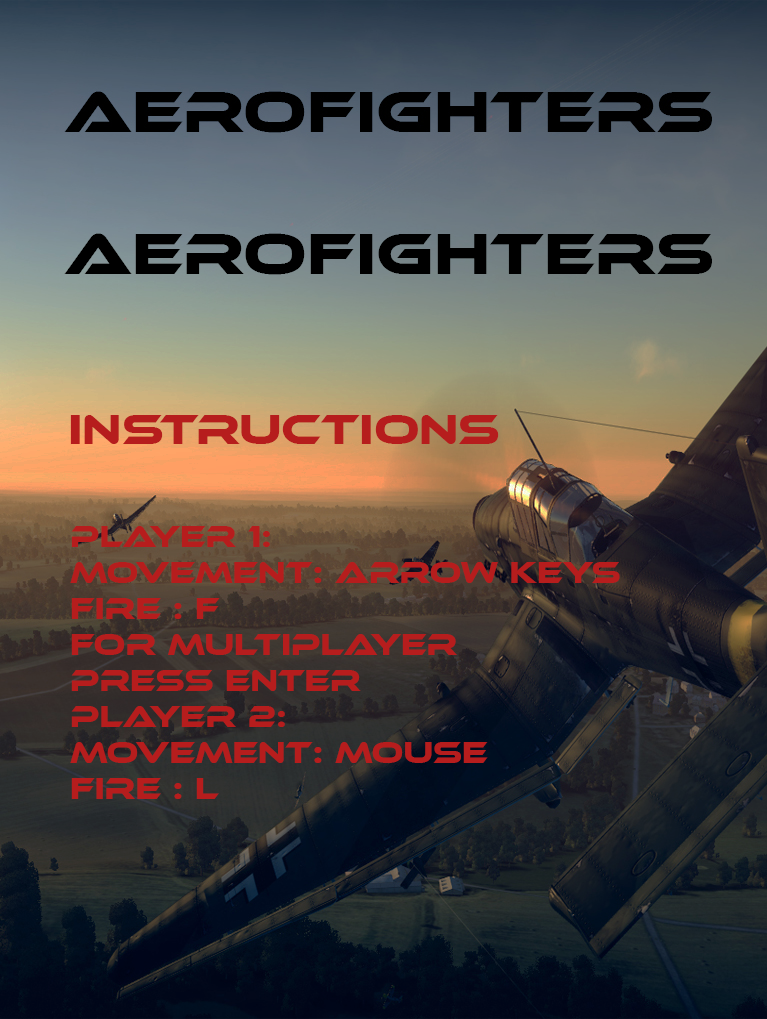 AEROFIGHTERS
AEROFIGHTERS
INSTRUCTIONS
PLAYER 1:
MOVEMENT: ARROW KEYS
FIRE : F
FOR MULTIPLAYER
PRESS ENTER
PLAYER 2:
MOVEMENT: MOUSE
FIRE : L